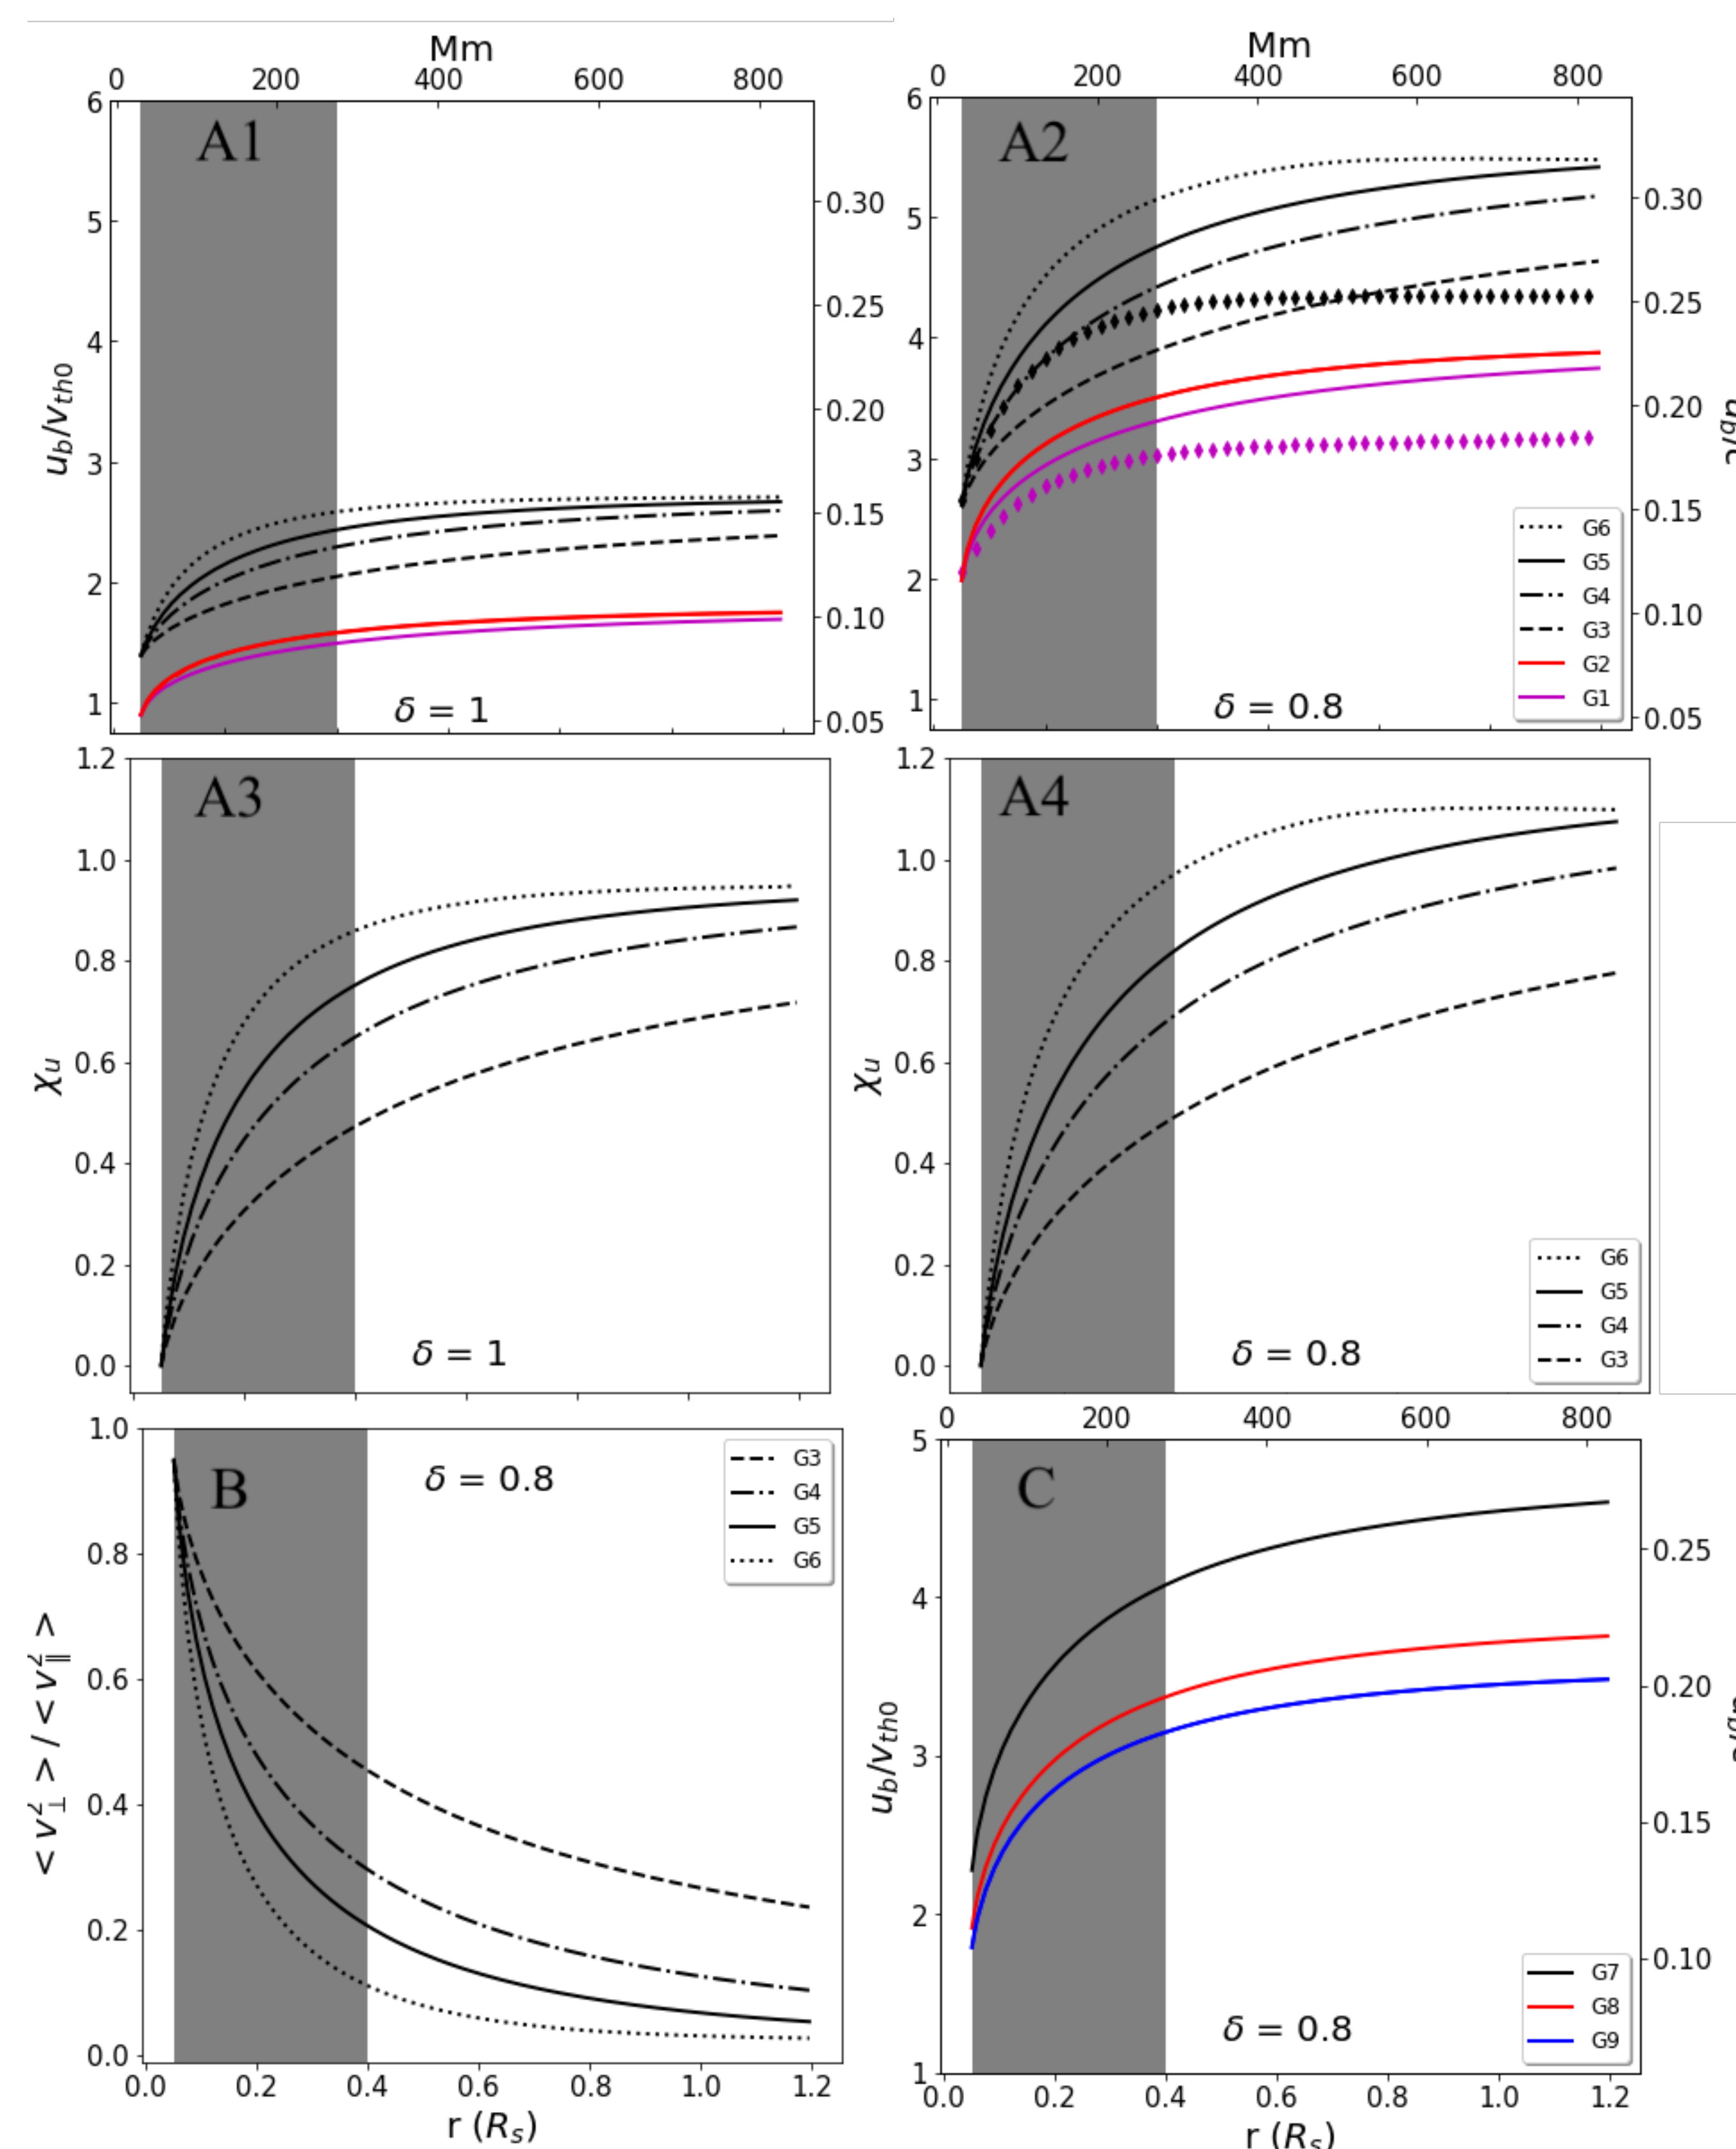 Mm
0 200 400 600 800
A1
6
5
4
3
2
1
u_b/v_{th0}
0.30
0.25
0.20
0.15
0.10
0.05
δ = 1
Mm
0 200 400 600 800
A2
6
5
4
3
2
1
0.30
0.25
0.20
0.15
0.10
0.05
G6
G5
G4
G3
G2
G1
δ = 0.8
A3
1.2
1.0
0.8
0.6
0.4
0.2
0.0
χ_u
δ = 1
A4
1.2
1.0
0.8
0.6
0.4
0.2
0.0
χ_u
G6
G5
G4
G3
δ = 0.8
B
1.0
0.8
0.6
0.4
0.2
0.0
< v_⊥^2 > / < v_∥^2 >
δ = 0.8
G3
G4
G5
G6
0.0 0.2 0.4 0.6 0.8 1.0 1.2
r (R_s)
0 200 400 600 800
C
5
4
3
2
1
u_b/v_{th0}
0.25
0.20
0.15
0.10
G7
G8
G9
δ = 0.8
0.0 0.2 0.4 0.6 0.8 1.0 1.2
r (R_s)